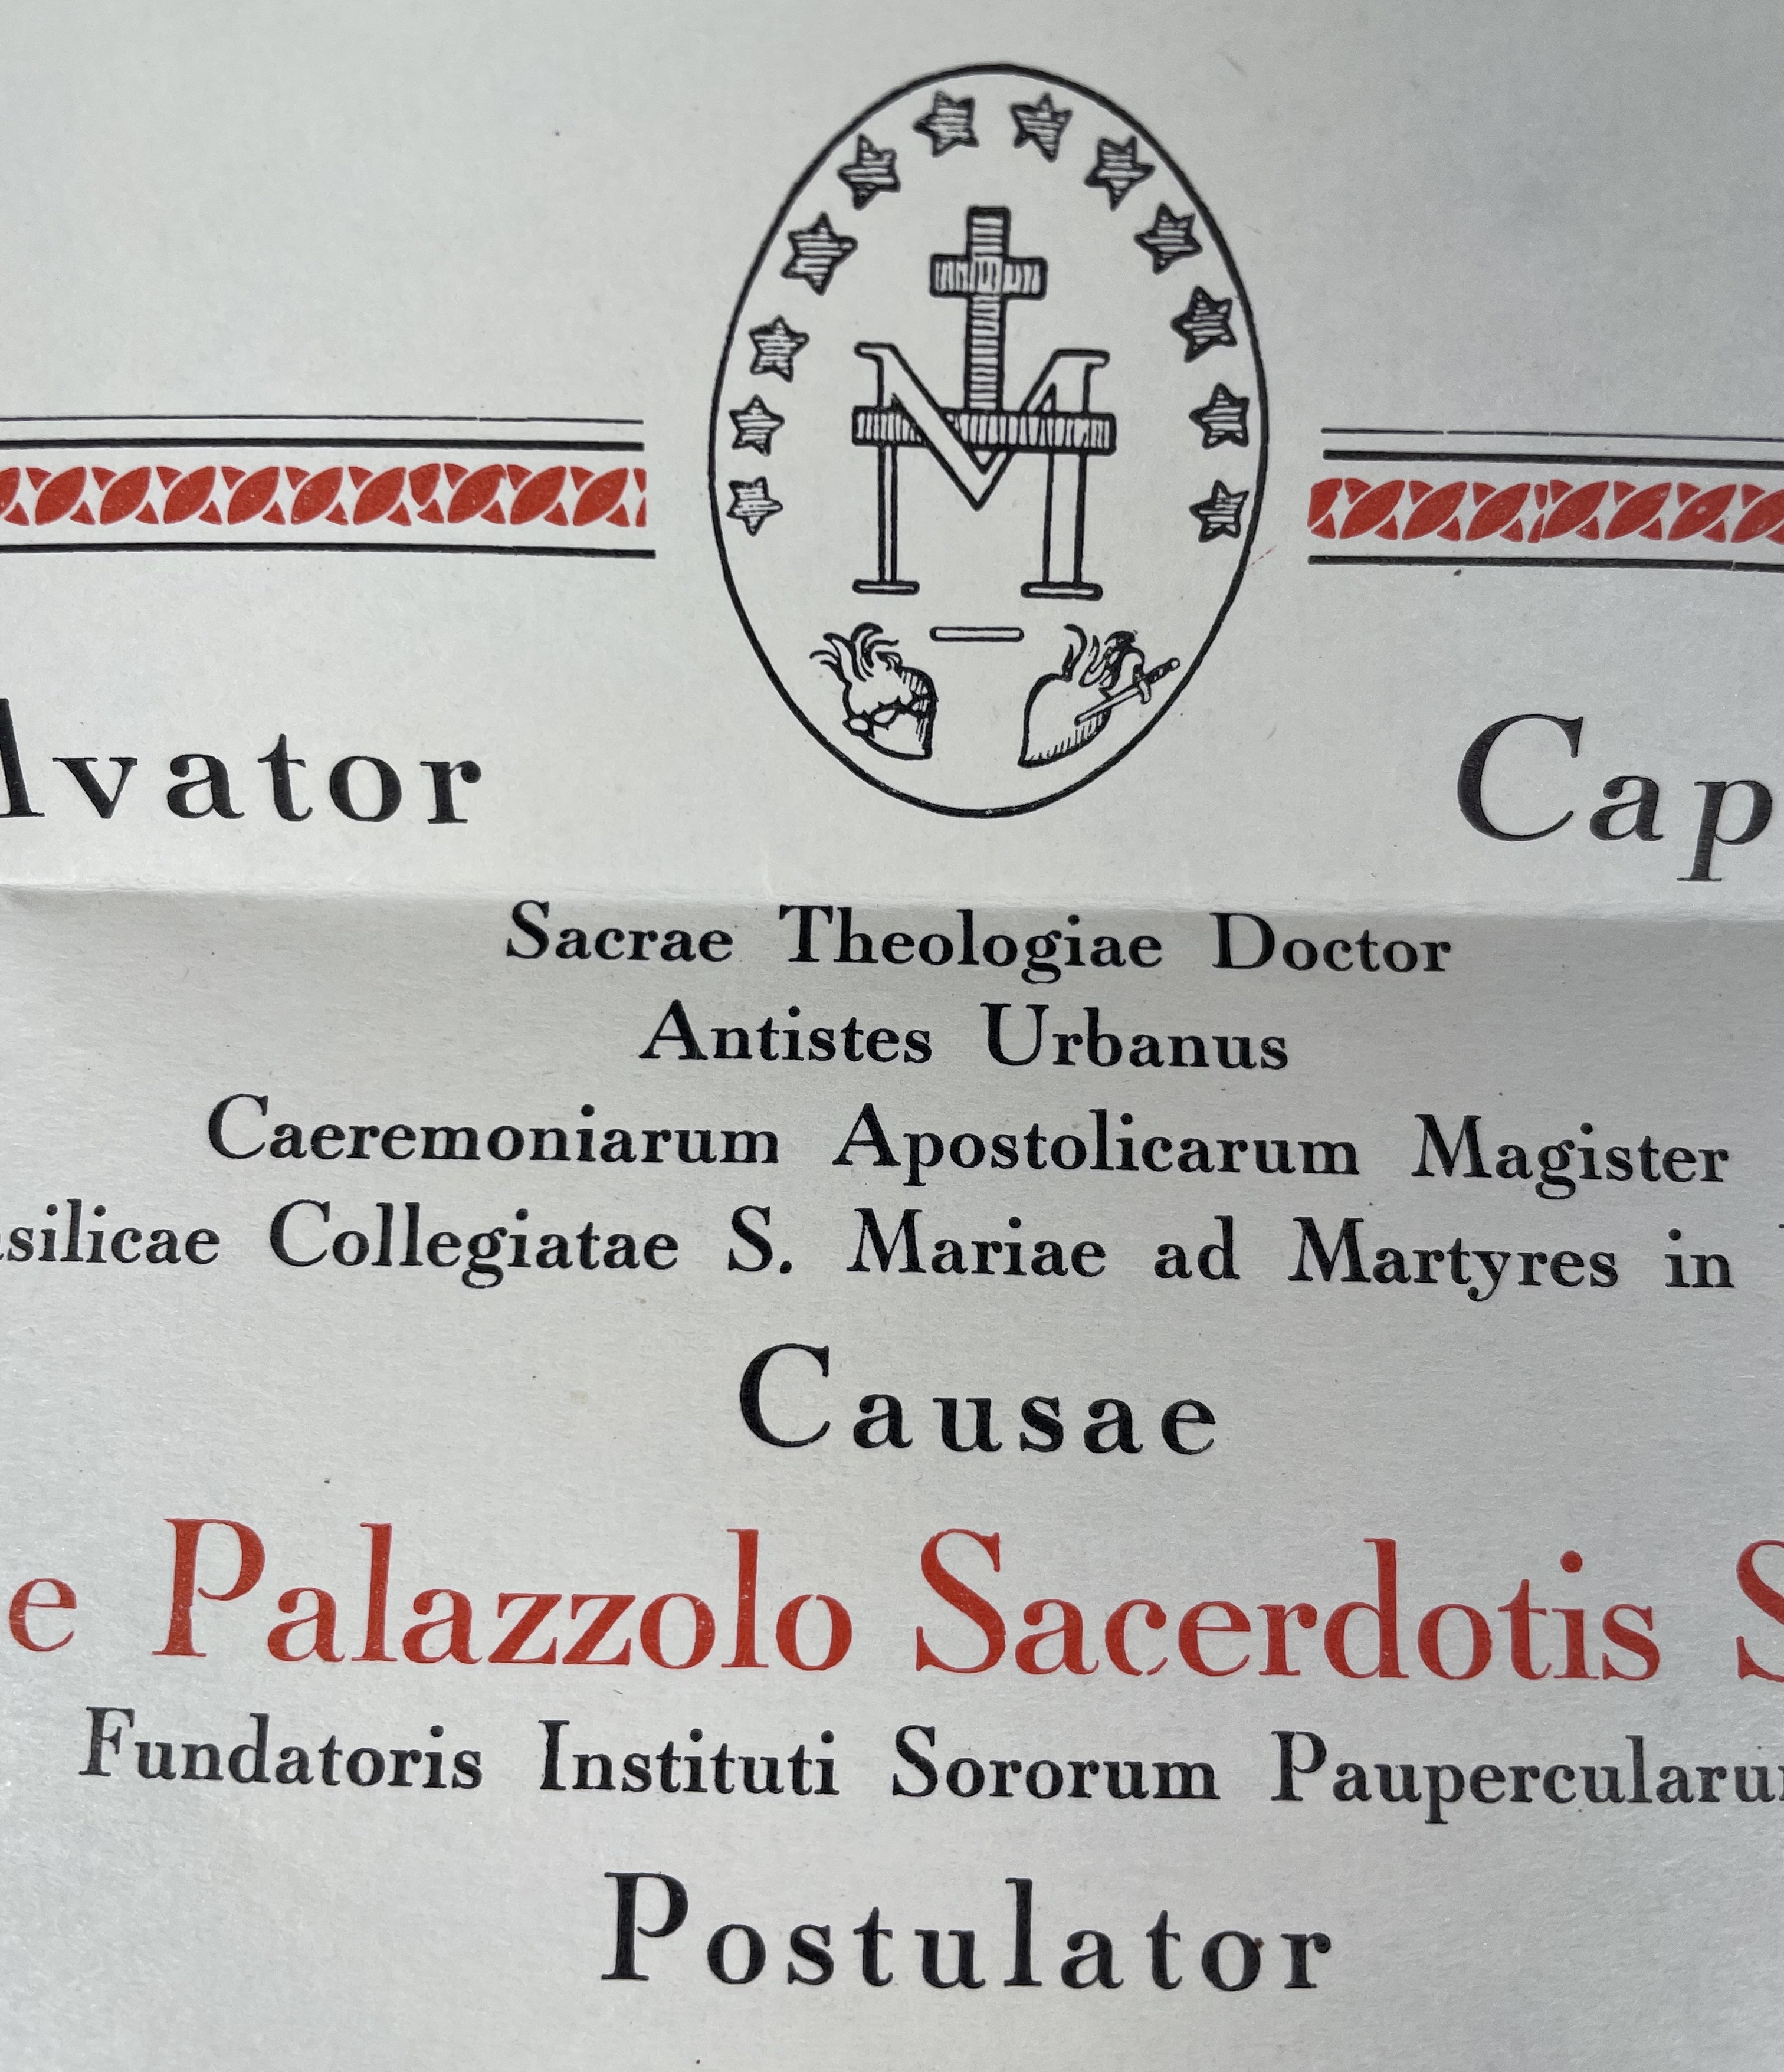 lvator Cap
Sacrae Theologiae Doctor
Antistes Urbanus
Caeremoniarum Apostolicarum Magister
silicae Collegiatae S. Mariae ad Martyres in
Causae
e Palazzolo Sacerdotis S
Fundatoris Instituti Sororum Paupercularu
Postulator